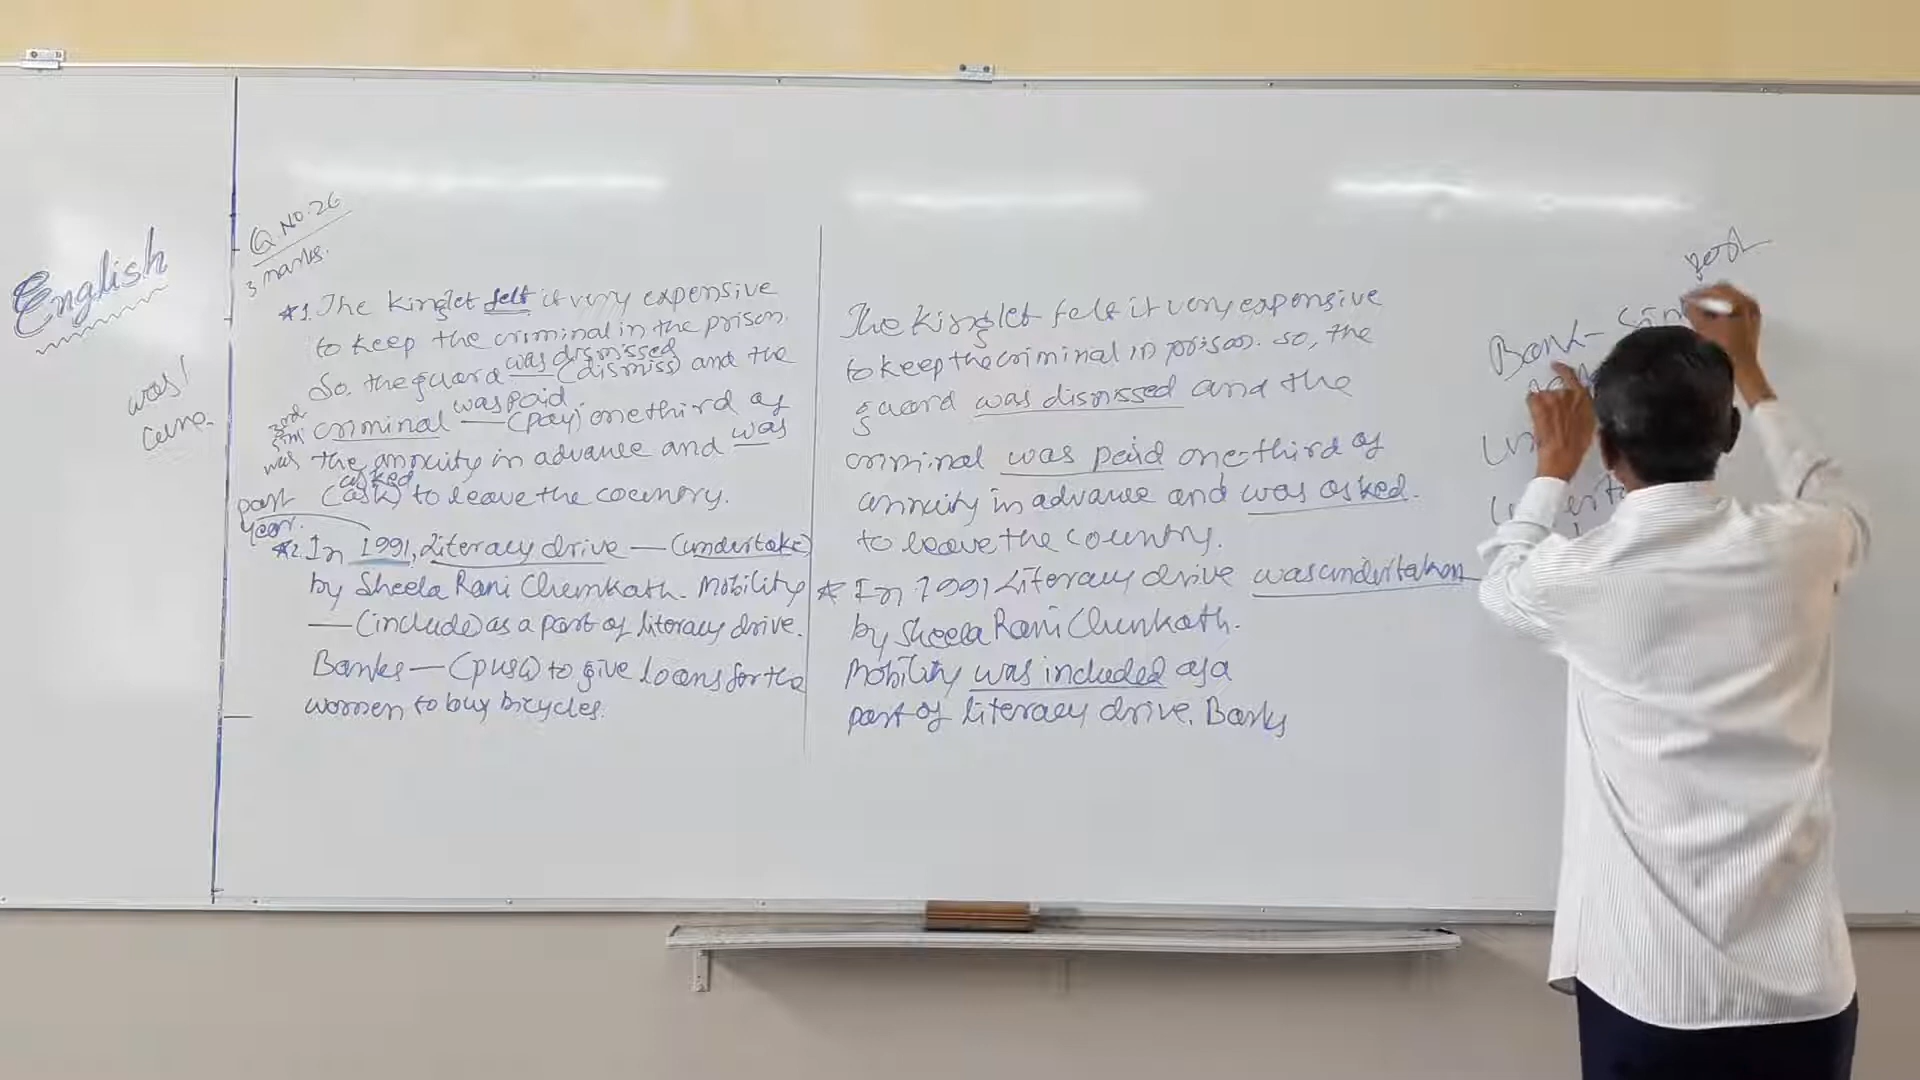 English
was/
Q.NO.26
3 marks.
*1. The Kinglet felt it very expensive
to keep the criminal in the prison.
was dismissed
So, the guard — (dismiss) and the
was paid.
criminal — (pay) one third of
was the annuity in advance and was
asked
past (ask) to leave the country.
year.
*2. In 1991, Literacy drive — (undertake)
by Sheela Rani Chunkath. Mobility
— (include) as a part of literacy drive.
Banks — (push) to give loans for the
women to buy bicycles.
The Kinglet felt it very expensive
to keep the criminal in prison. so, the
guard was dismissed and the
criminal was paid one third of
annuity in advance and was asked.
to leave the country.
* In 1991 Literacy drive was undertaken
by Sheela Rani Chunkath.
Mobility was included as a
part of literacy drive. Banks
Bank -